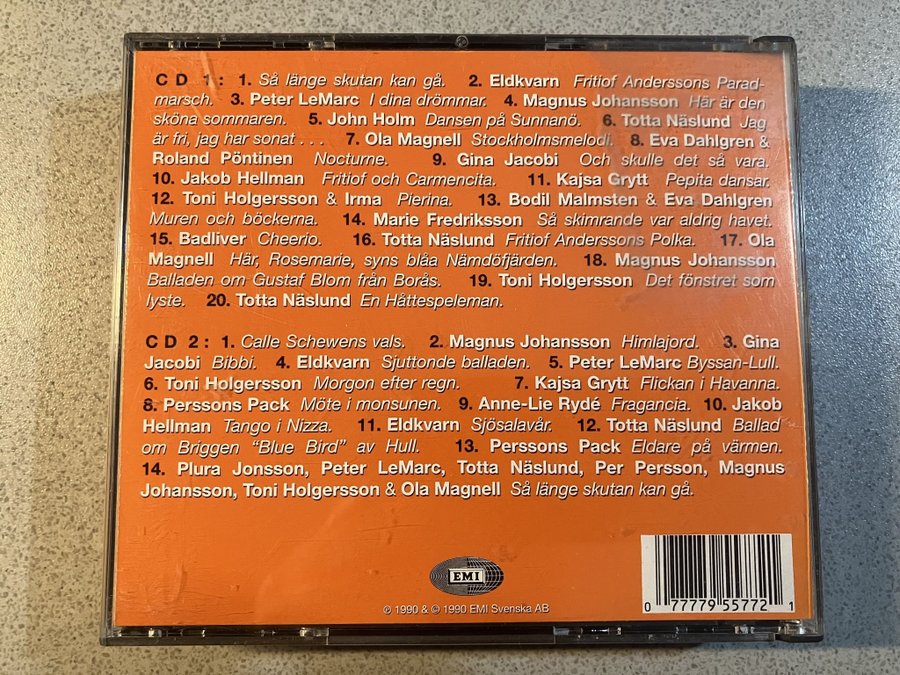 CD 1: 1. Så länge skutan kan gå. 2. Eldkvarn Fritiof Anderssons Parad-
marsch. 3. Peter LeMarc I dina drömmar. 4. Magnus Johansson Här är den
sköna sommaren. 5. John Holm Dansen på Sunnanö. 6. Totta Näslund Jag
är fri, jag har sonat . . . 7. Ola Magnell Stockholmsmelodi. 8. Eva Dahlgren &
Roland Pöntinen Nocturne. 9. Gina Jacobi Och skulle det så vara.
10. Jakob Hellman Fritiof och Carmencita. 11. Kajsa Grytt Pepita dansar.
12. Toni Holgersson & Irma Pierina. 13. Bodil Malmsten & Eva Dahlgren
Muren och böckerna. 14. Marie Fredriksson Så skimrande var aldrig havet.
15. Badliver Cheerio. 16. Totta Näslund Fritiof Anderssons Polka. 17. Ola
Magnell Här, Rosemarie, syns blåa Nämdöfjärden. 18. Magnus Johansson
Balladen om Gustaf Blom från Borås. 19. Toni Holgersson Det fönstret som
lyste. 20. Totta Näslund En Håttespeleman.
CD 2: 1. Calle Schewens vals. 2. Magnus Johansson Himlajord. 3. Gina
Jacobi Bibbi. 4. Eldkvarn Sjuttonde balladen. 5. Peter LeMarc Byssan-Lull.
6. Toni Holgersson Morgon efter regn. 7. Kajsa Grytt Flickan i Havanna.
8. Perssons Pack Möte i monsunen. 9. Anne-Lie Rydé Fragancia. 10. Jakob
Hellman Tango i Nizza. 11. Eldkvarn Sjösalavår. 12. Totta Näslund Ballad
om Briggen "Blue Bird" av Hull. 13. Perssons Pack Eldare på värmen.
14. Plura Jonsson, Peter LeMarc, Totta Näslund, Per Persson, Magnus
Johansson, Toni Holgersson & Ola Magnell Så länge skutan kan gå.
EMI
℗ 1990 & © 1990 EMI Svenska AB
0 77779 55772 1